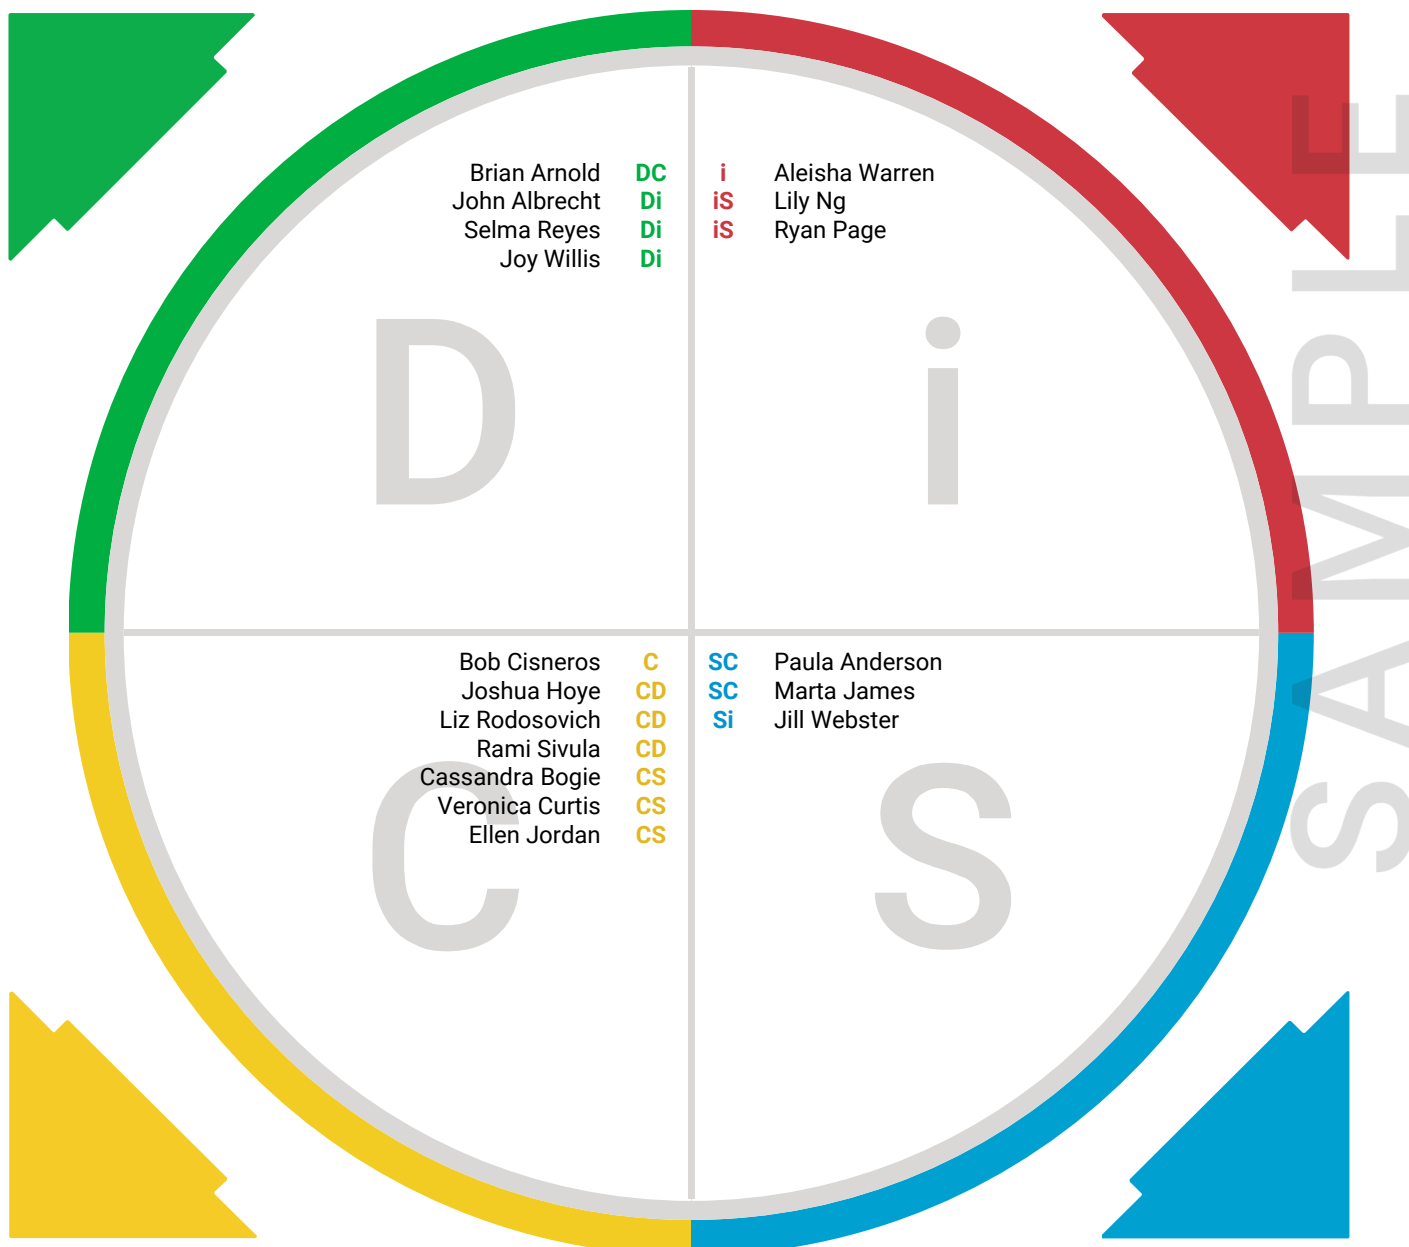 Brian Arnold DC
John Albrecht Di
Selma Reyes Di
Joy Willis Di
D
i Aleisha Warren
iS Lily Ng
iS Ryan Page
i
Bob Cisneros C
Joshua Hoye CD
Liz Rodosovich CD
Rami Sivula CD
Cassandra Bogie CS
Veronica Curtis CS
Ellen Jordan CS
C
SC Paula Anderson
SC Marta James
Si Jill Webster
S
SAMPLE